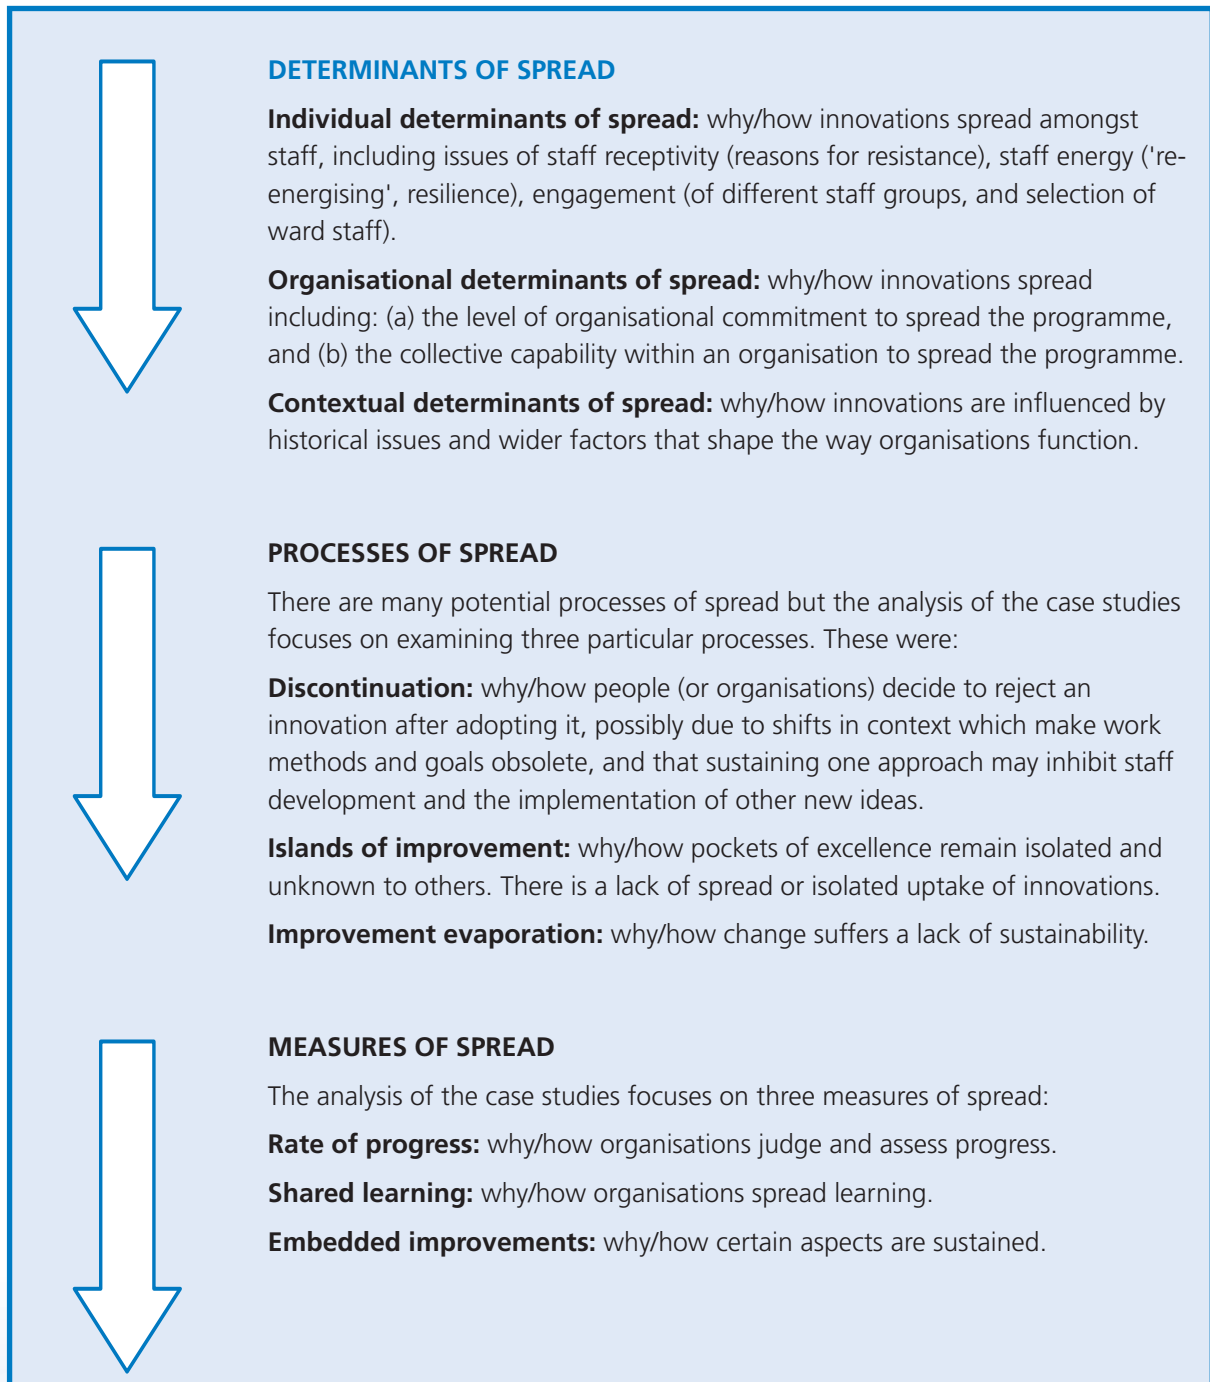 DETERMINANTS OF SPREAD
Individual determinants of spread: why/how innovations spread amongst
staff, including issues of staff receptivity (reasons for resistance), staff energy ('re-
energising', resilience), engagement (of different staff groups, and selection of
ward staff).
Organisational determinants of spread: why/how innovations spread
including: (a) the level of organisational commitment to spread the programme,
and (b) the collective capability within an organisation to spread the programme.
Contextual determinants of spread: why/how innovations are influenced by
historical issues and wider factors that shape the way organisations function.
PROCESSES OF SPREAD
There are many potential processes of spread but the analysis of the case studies
focuses on examining three particular processes. These were:
Discontinuation: why/how people (or organisations) decide to reject an
innovation after adopting it, possibly due to shifts in context which make work
methods and goals obsolete, and that sustaining one approach may inhibit staff
development and the implementation of other new ideas.
Islands of improvement: why/how pockets of excellence remain isolated and
unknown to others. There is a lack of spread or isolated uptake of innovations.
Improvement evaporation: why/how change suffers a lack of sustainability.
MEASURES OF SPREAD
The analysis of the case studies focuses on three measures of spread:
Rate of progress: why/how organisations judge and assess progress.
Shared learning: why/how organisations spread learning.
Embedded improvements: why/how certain aspects are sustained.